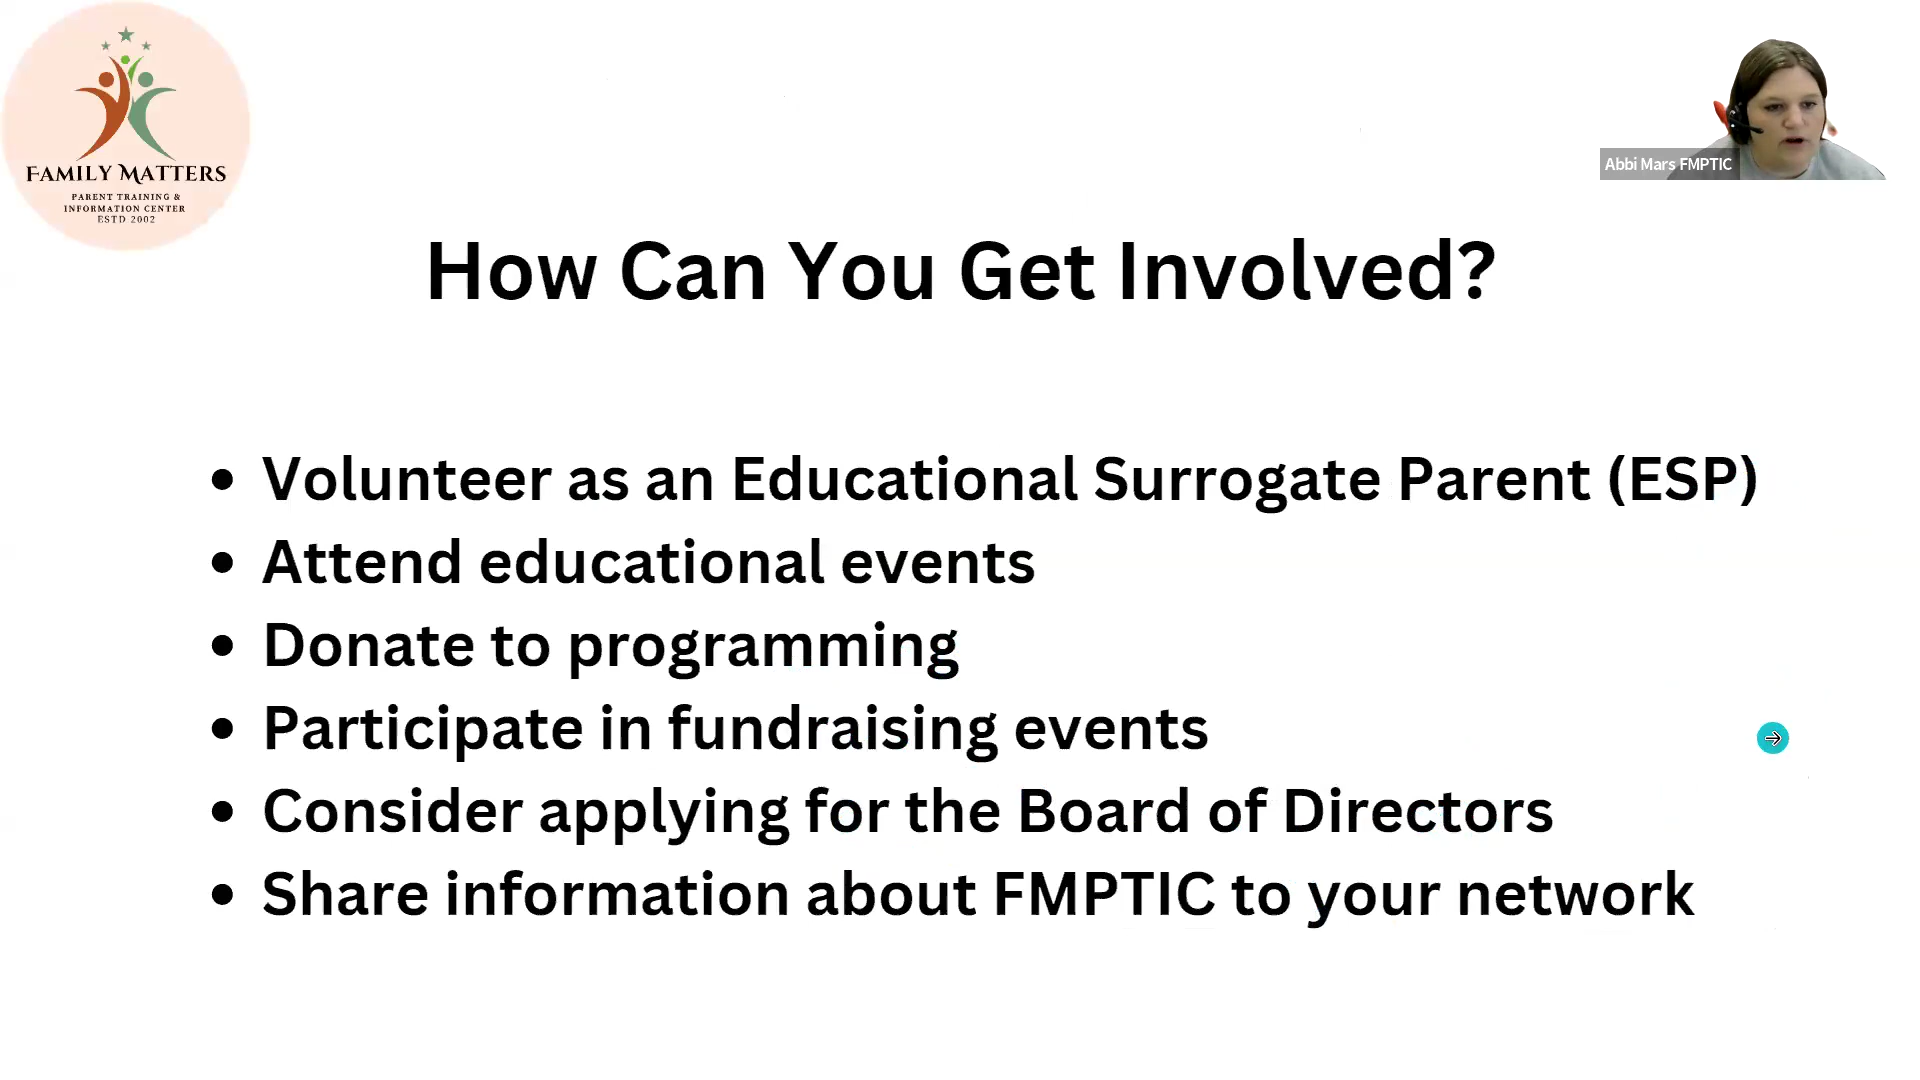 FAMILY MATTERS
PARENT TRAINING &
INFORMATION CENTER
ESTD 2002
Abbi Mars FMPTIC
How Can You Get Involved?
• Volunteer as an Educational Surrogate Parent (ESP)
• Attend educational events
• Donate to programming
• Participate in fundraising events
• Consider applying for the Board of Directors
• Share information about FMPTIC to your network